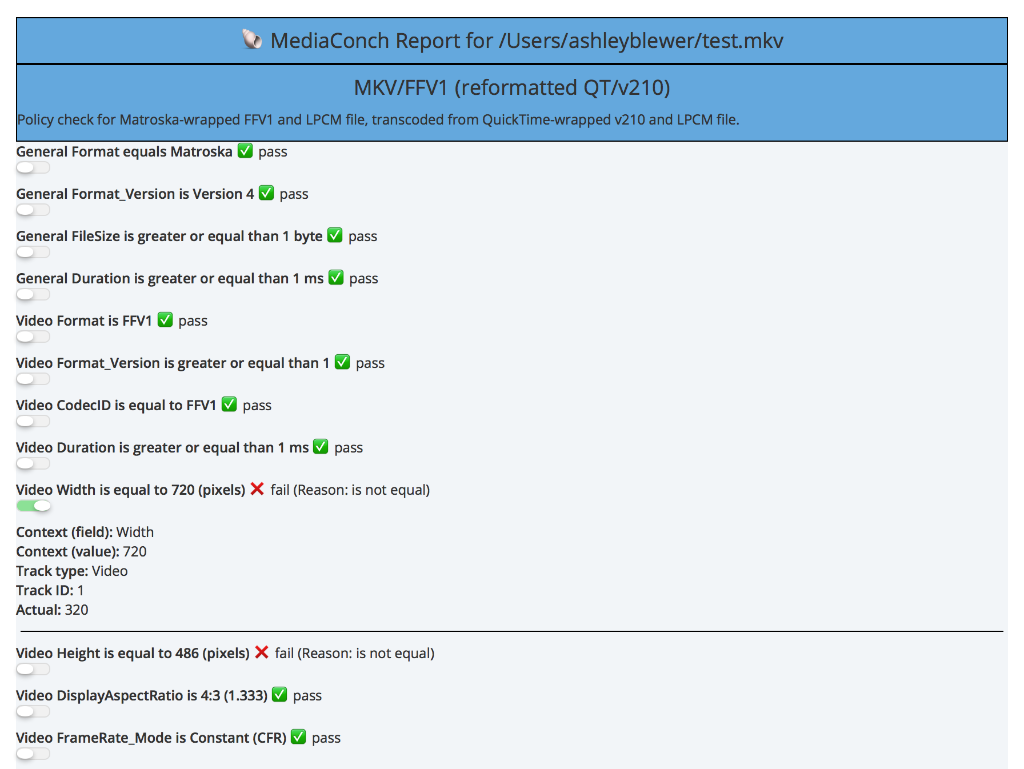 MediaConch Report for /Users/ashleyblewer/test.mkv
MKV/FFV1 (reformatted QT/v210)
Policy check for Matroska-wrapped FFV1 and LPCM file, transcoded from QuickTime-wrapped v210 and LPCM file.
General Format equals Matroska ✅ pass
General Format_Version is Version 4 ✅ pass
General FileSize is greater or equal than 1 byte ✅ pass
General Duration is greater or equal than 1 ms ✅ pass
Video Format is FFV1 ✅ pass
Video Format_Version is greater or equal than 1 ✅ pass
Video CodecID is equal to FFV1 ✅ pass
Video Duration is greater or equal than 1 ms ✅ pass
Video Width is equal to 720 (pixels) ❌ fail (Reason: is not equal)
Context (field): Width
Context (value): 720
Track type: Video
Track ID: 1
Actual: 320
Video Height is equal to 486 (pixels) ❌ fail (Reason: is not equal)
Video DisplayAspectRatio is 4:3 (1.333) ✅ pass
Video FrameRate_Mode is Constant (CFR) ✅ pass